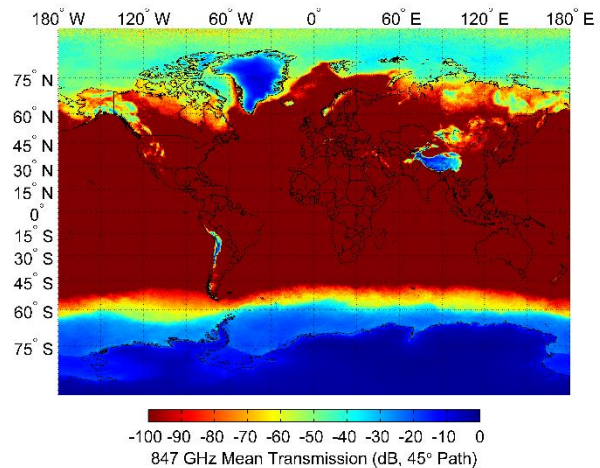 180° W 120° W 60° W 0° 60° E 120° E 180° E
75° N
60° N
45° N
30° N
15° N
0°
15° S
30° S
45° S
60° S
75° S
-100 -90 -80 -70 -60 -50 -40 -30 -20 -10 0
847 GHz Mean Transmission (dB, 45° Path)